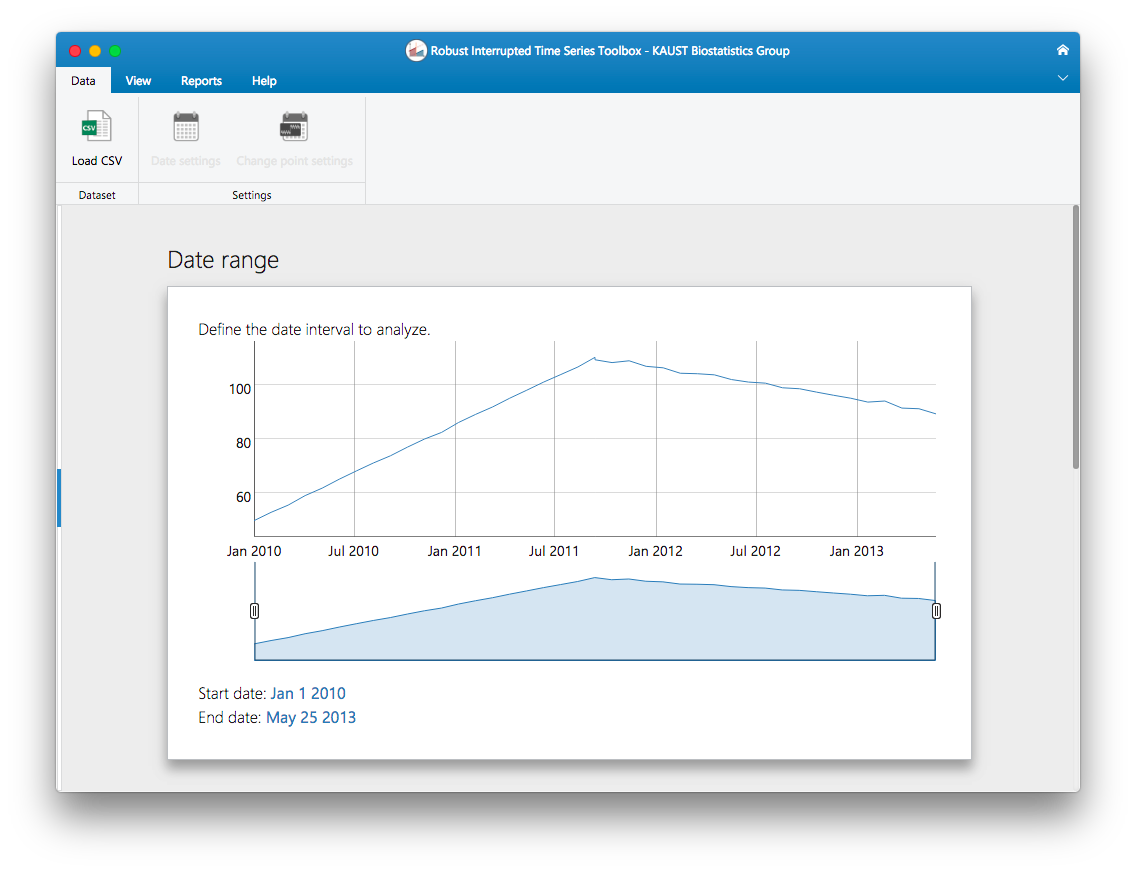 Robust Interrupted Time Series Toolbox - KAUST Biostatistics Group
Data View Reports Help
CSV
Load CSV Date settings Change point settings
Dataset Settings
Date range
Define the date interval to analyze.
100
80
60
Jan 2010 Jul 2010 Jan 2011 Jul 2011 Jan 2012 Jul 2012 Jan 2013
Start date: Jan 1 2010
End date: May 25 2013